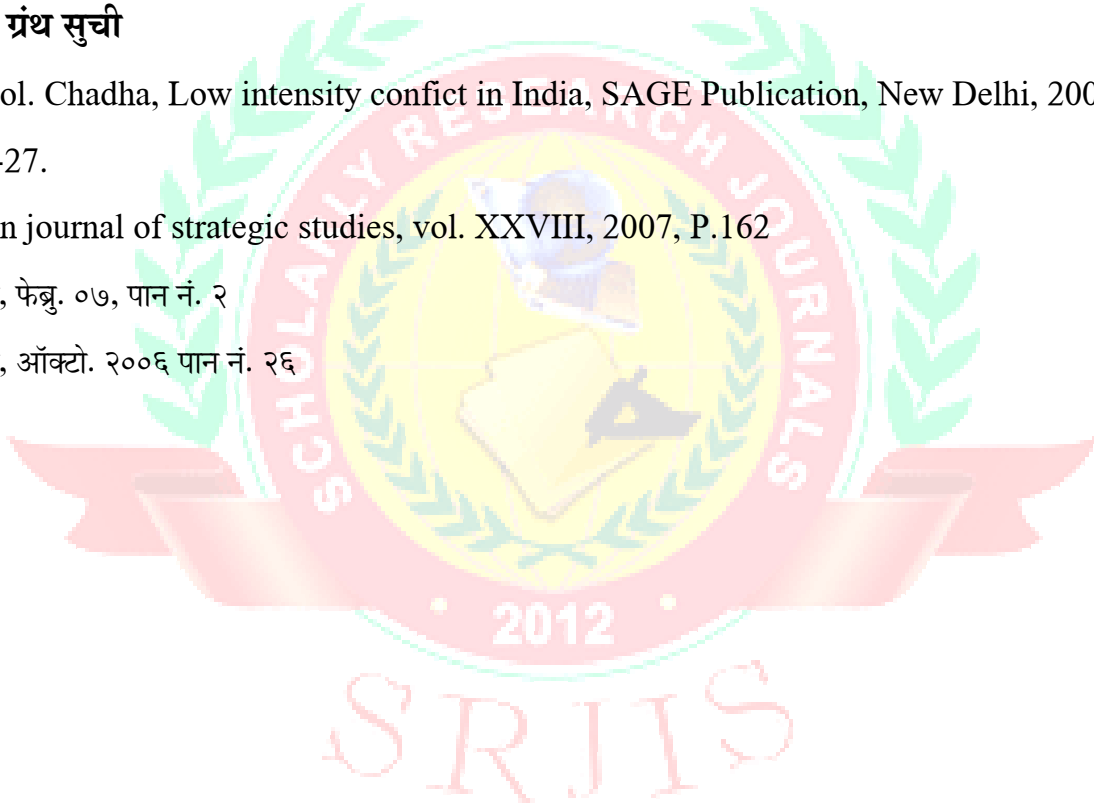 ग्रंथ सुची
ol. Chadha, Low intensity confict in India, SAGE Publication, New Delhi, 200
-27.
n journal of strategic studies, vol. XXVIII, 2007, P.162
, फेब्रु. ०७, पान नं. २
, ऑक्टो. २००६ पान नं. २६
SCHOLARLY RESEARCH JOURNALS
• 2012 •
SRJIS